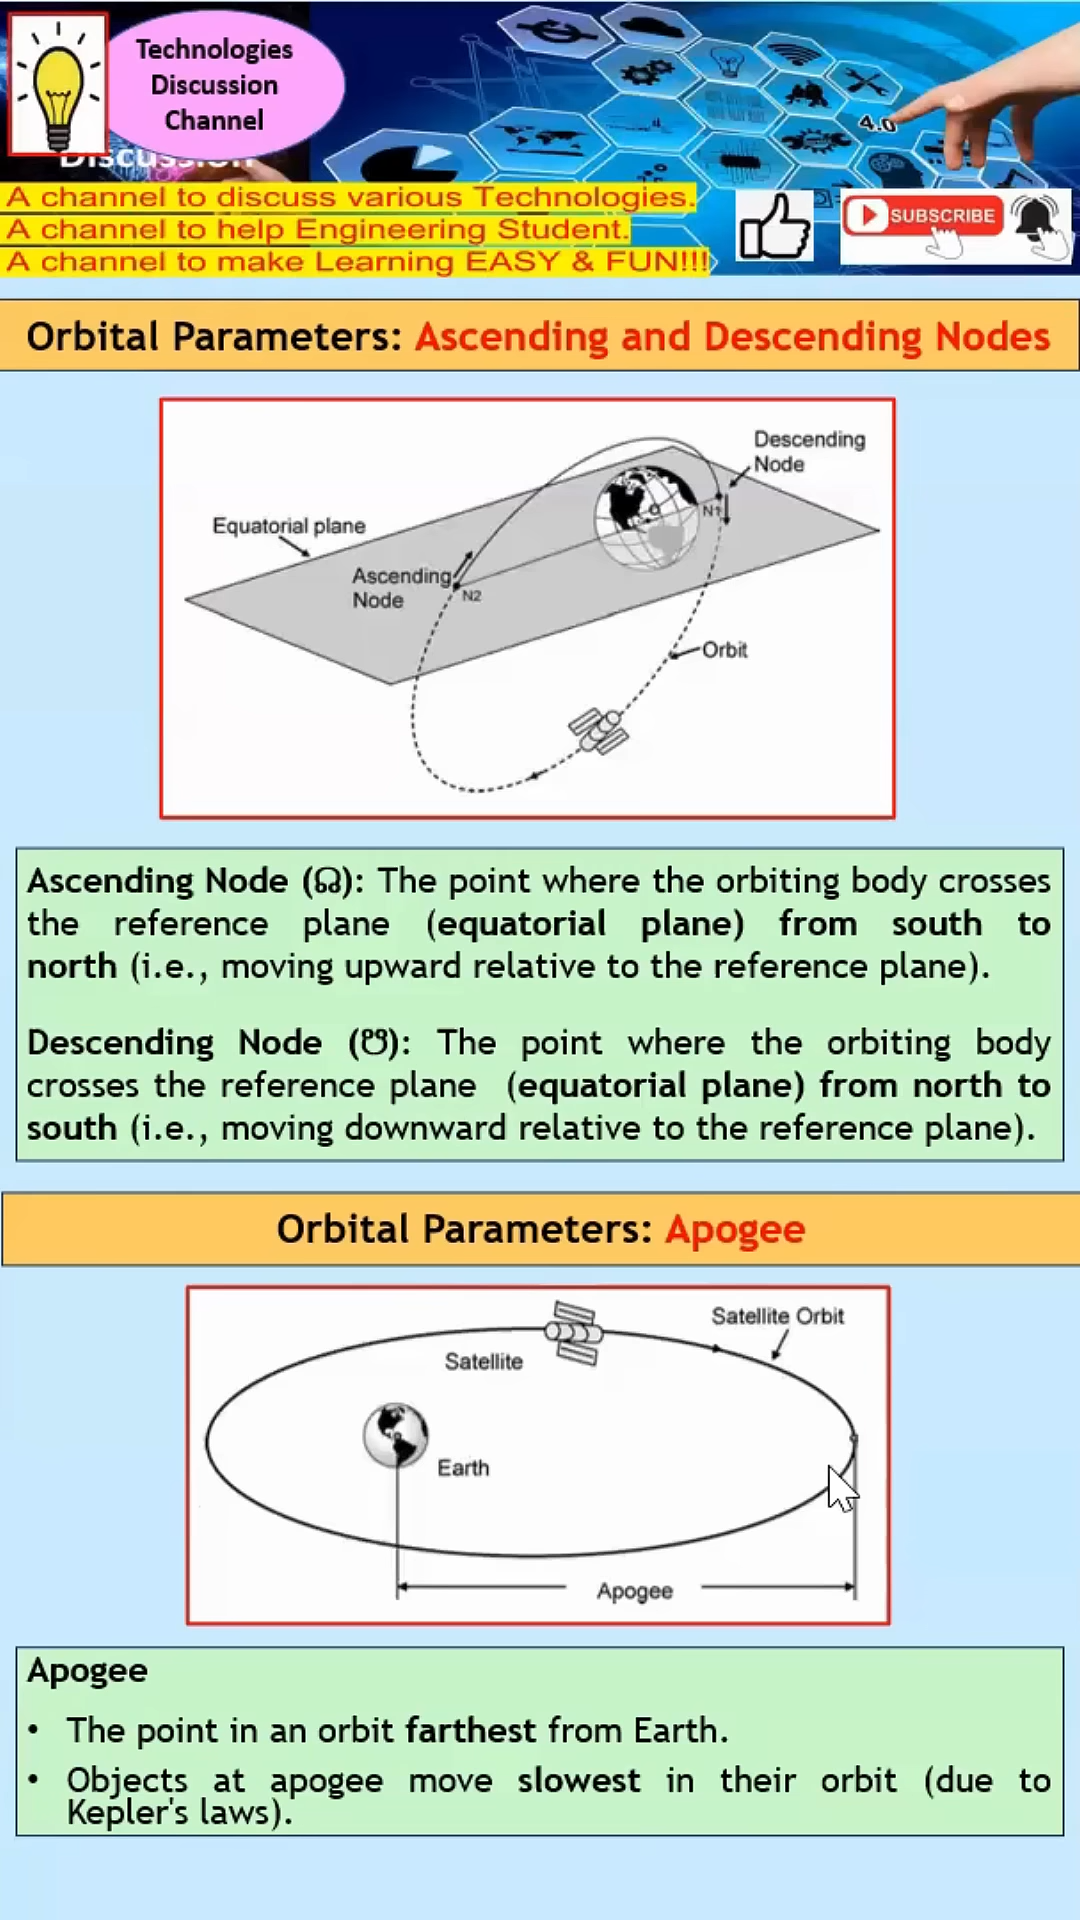 Technologies
Discussion
Channel
Discussion
4.0
A channel to discuss various Technologies.
A channel to help Engineering Student.
A channel to make Learning EASY & FUN!!!
SUBSCRIBE
Orbital Parameters: Ascending and Descending Nodes
Descending
Node
N1
Equatorial plane
Ascending
Node
N2
Orbit
Ascending Node (☊): The point where the orbiting body crosses
the reference plane (equatorial plane) from south to
north (i.e., moving upward relative to the reference plane).
Descending Node (☋): The point where the orbiting body
crosses the reference plane (equatorial plane) from north to
south (i.e., moving downward relative to the reference plane).
Orbital Parameters: Apogee
Satellite Orbit
Satellite
Earth
Apogee
Apogee
• The point in an orbit farthest from Earth.
• Objects at apogee move slowest in their orbit (due to
Kepler's laws).